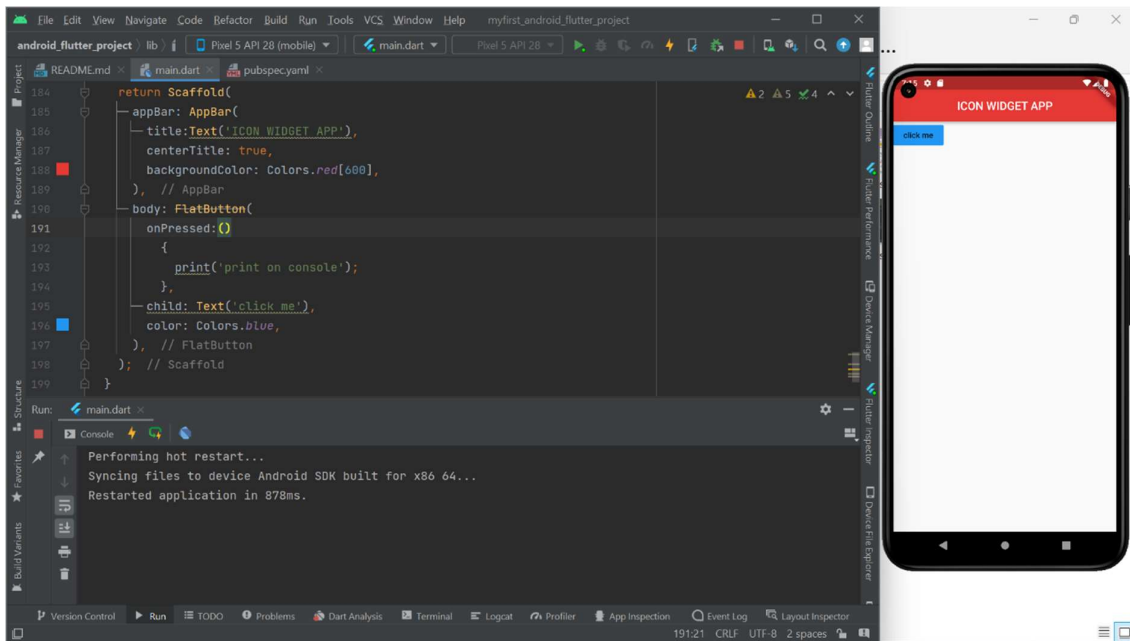 File Edit View Navigate Code Refactor Build Run Tools VCS Window Help myfirst_android_flutter_project
android_flutter_project lib Pixel 5 API 28 (mobile) main.dart Pixel 5 API 28
README.md main.dart pubspec.yaml
184 return Scaffold(
185 appBar: AppBar(
186 title:Text('ICON WIDGET APP'),
187 centerTitle: true,
188 backgroundColor: Colors.red[600],
189 ), // AppBar
190 body: FlatButton(
191 onPressed:()
192 {
193 print('print on console');
194 },
195 child: Text('click me'),
196 color: Colors.blue,
197 ), // FlatButton
198 ); // Scaffold
199 }
2 5 4
Project
Resource Manager
Structure
Favorites
Build Variants
Run: main.dart
Console
Performing hot restart...
Syncing files to device Android SDK built for x86 64...
Restarted application in 878ms.
Version Control Run TODO Problems Dart Analysis Terminal Logcat Profiler App Inspection Event Log Layout Inspector
191:21 CRLF UTF-8 2 spaces
Flutter Outline
Flutter Performance
Device Manager
Flutter Inspector
Device File Explorer
...
ICON WIDGET APP
click me